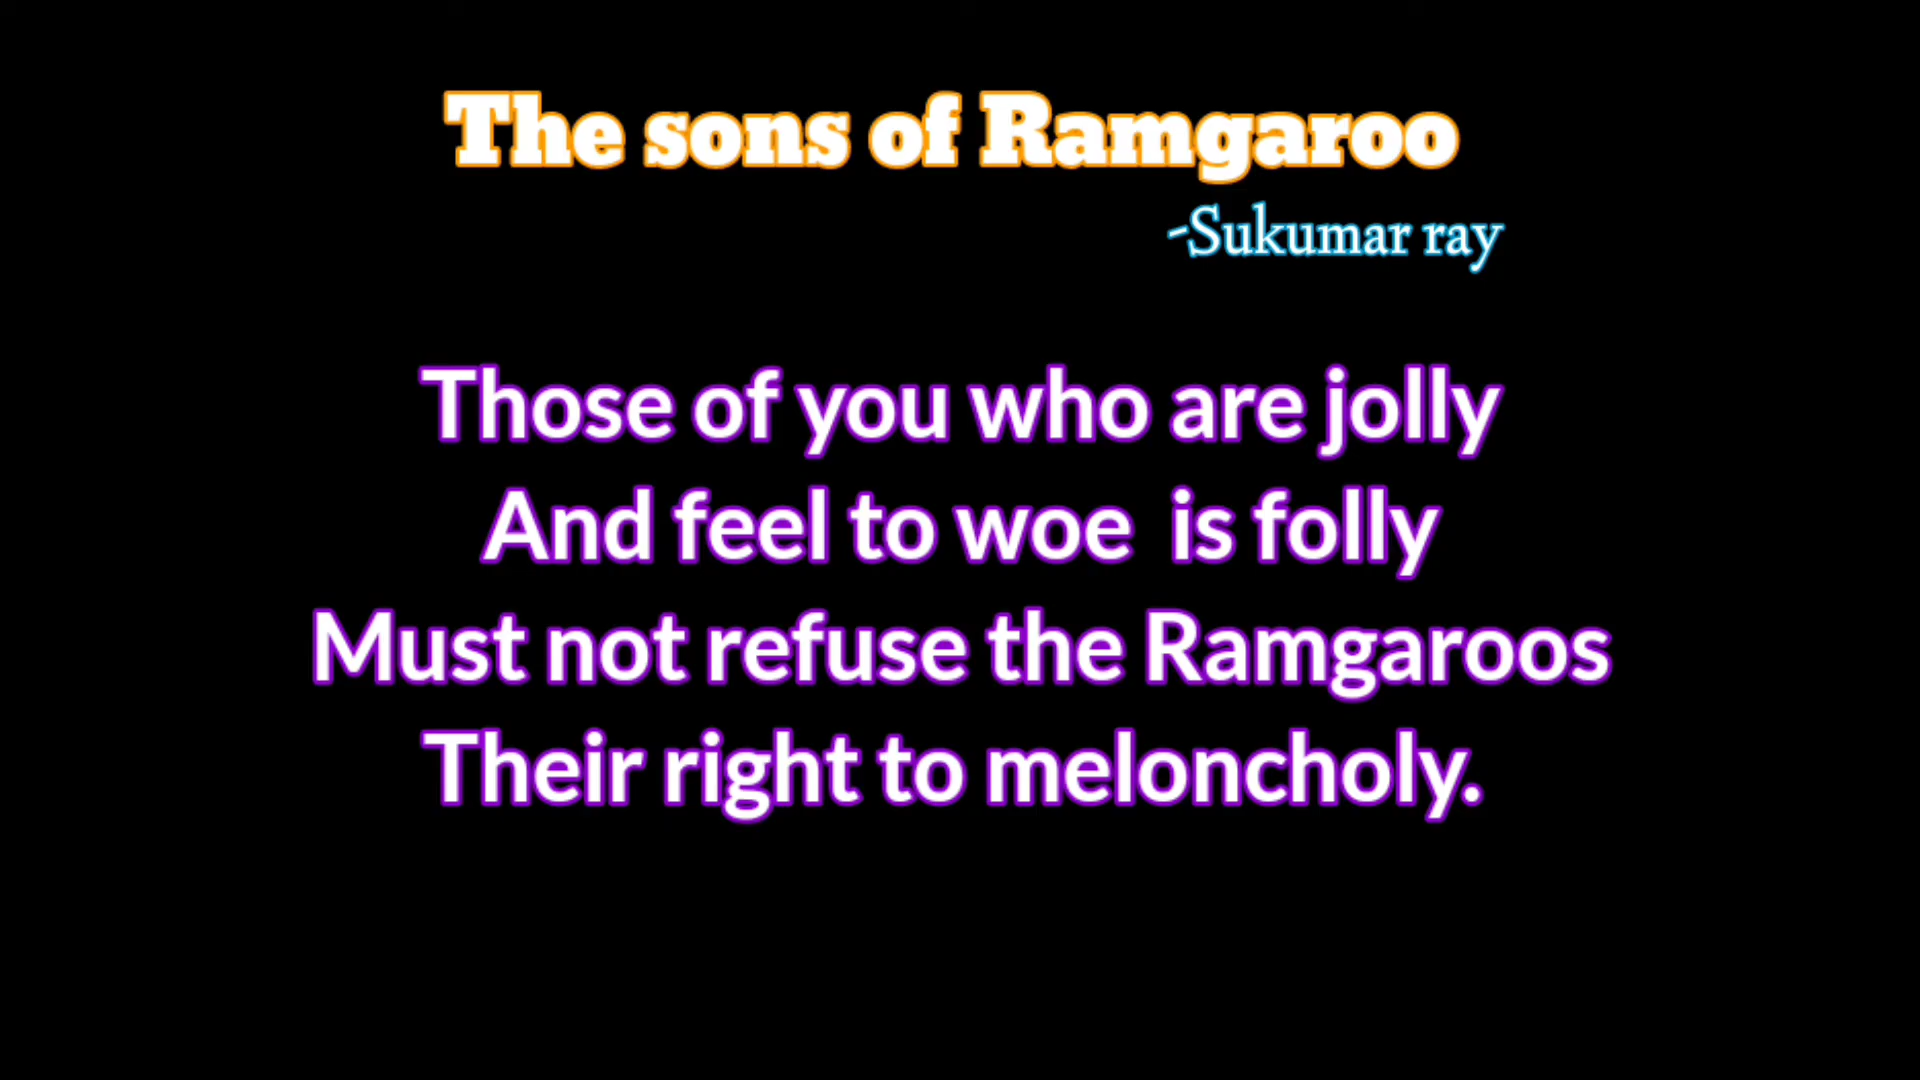 The sons of Ramgaroo
-Sukumar ray
Those of you who are jolly
And feel to woe is folly
Must not refuse the Ramgaroos
Their right to meloncholy.